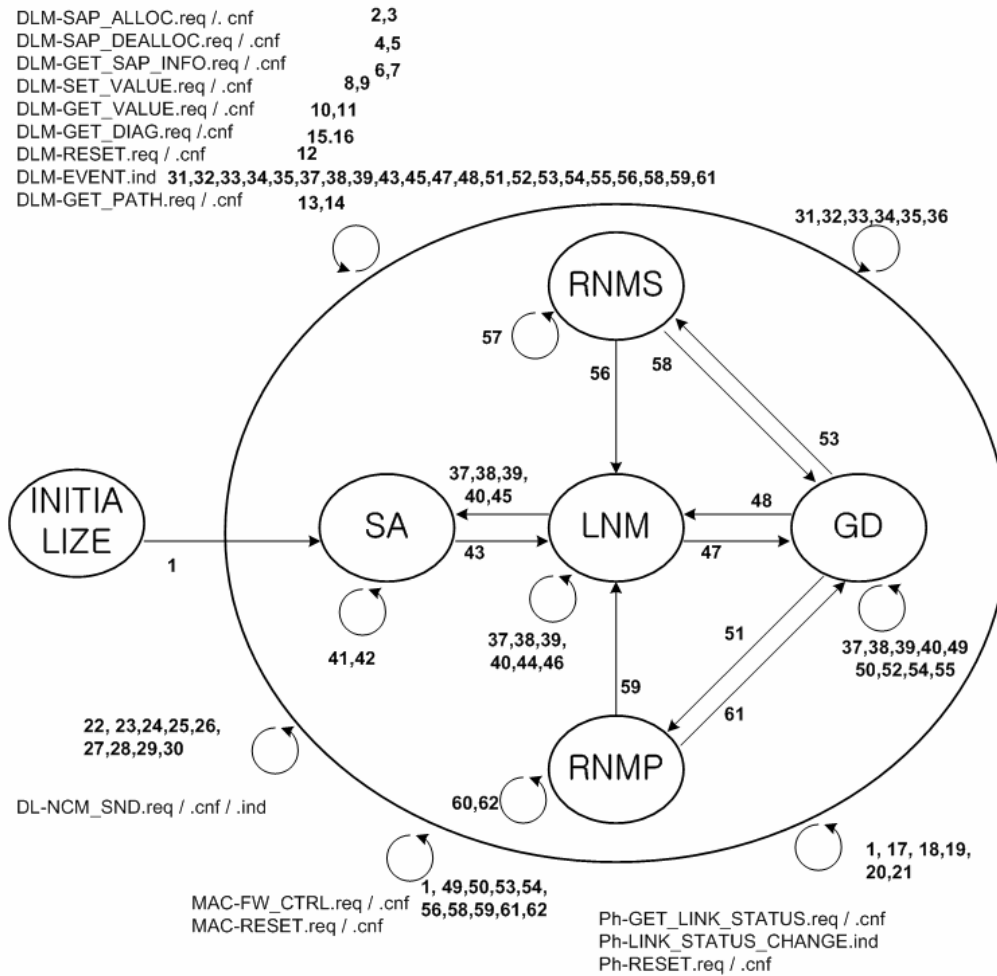 DLM-SAP_ALLOC.req /. cnf 2,3
DLM-SAP_DEALLOC.req / .cnf 4,5
DLM-GET_SAP_INFO.req / .cnf 6,7
DLM-SET_VALUE.req / .cnf 8,9
DLM-GET_VALUE.req / .cnf 10,11
DLM-GET_DIAG.req /.cnf 15.16
DLM-RESET.req / .cnf 12
DLM-EVENT.ind 31,32,33,34,35,37,38,39,43,45,47,48,51,52,53,54,55,56,58,59,61
DLM-GET_PATH.req / .cnf 13,14
31,32,33,34,35,36
RNMS
57
56
58
53
INITIA
LIZE
1
SA
37,38,39,
40,45
43
LNM
48
47
GD
41,42
37,38,39,
40,44,46
37,38,39,40,49
50,52,54,55
51
59
61
RNMP
60,62
22, 23,24,25,26,
27,28,29,30
DL-NCM_SND.req / .cnf / .ind
1, 49,50,53,54,
56,58,59,61,62
MAC-FW_CTRL.req / .cnf
MAC-RESET.req / .cnf
1, 17, 18,19,
20,21
Ph-GET_LINK_STATUS.req / .cnf
Ph-LINK_STATUS_CHANGE.ind
Ph-RESET.req / .cnf